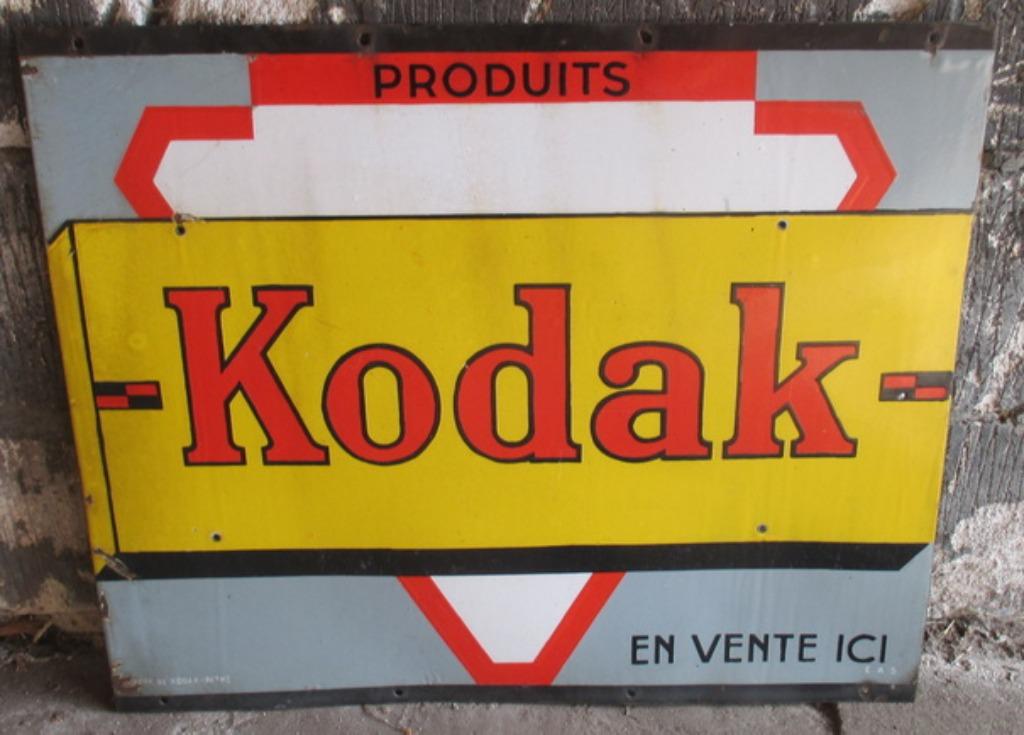 PRODUITS
Kodak
EN VENTE ICI